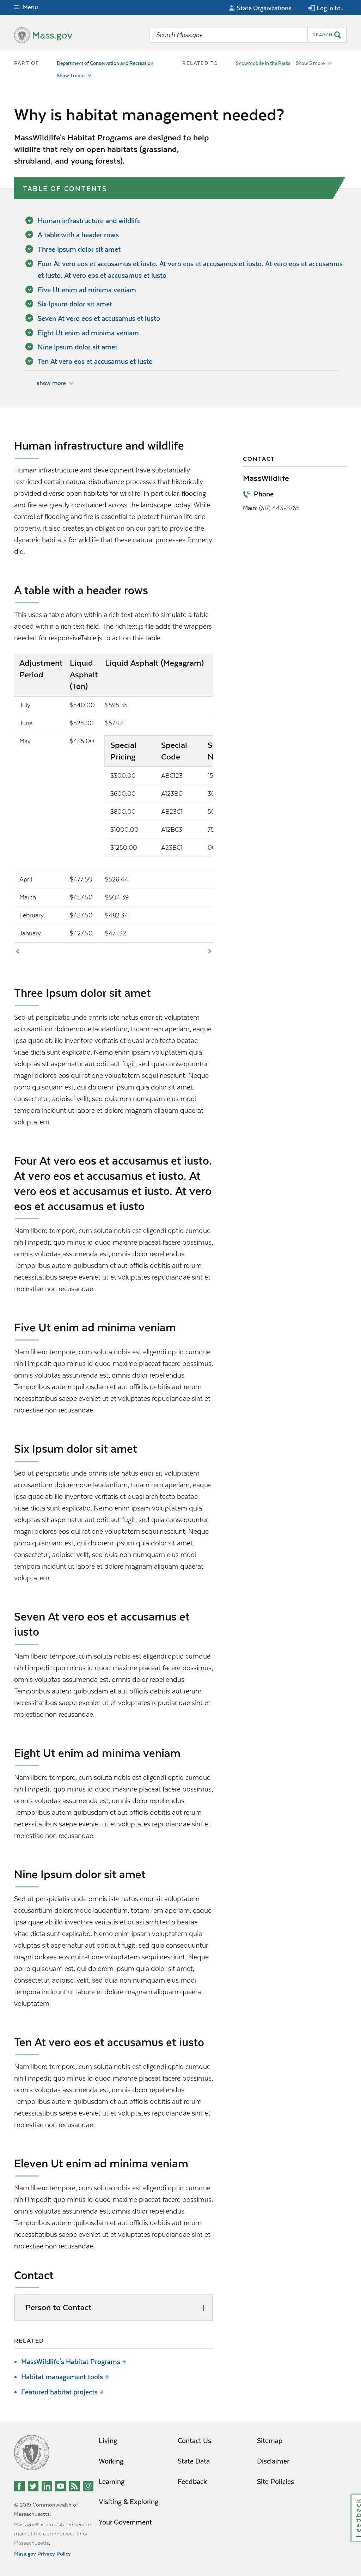 Menu
State Organizations
Log in to...
Mass.gov
Search Mass.gov
SEARCH
PART OF
Department of Conservation and Recreation
Show 1 more
RELATED TO
Snowmobile in the Parks
Show 5 more
Why is habitat management needed?
MassWildlife's Habitat Programs are designed to help
wildlife that rely on open habitats (grassland,
shrubland, and young forests).
TABLE OF CONTENTS
Human infrastructure and wildlife
A table with a header rows
Three Ipsum dolor sit amet
Four At vero eos et accusamus et iusto. At vero eos et accusamus et iusto. At vero eos et accusamus
et iusto. At vero eos et accusamus et iusto
Five Ut enim ad minima veniam
Six Ipsum dolor sit amet
Seven At vero eos et accusamus et iusto
Eight Ut enim ad minima veniam
Nine Ipsum dolor sit amet
Ten At vero eos et accusamus et iusto
show more
Human infrastructure and wildlife
Human infrastructure and development have substantially
restricted certain natural disturbance processes that historically
provided diverse open habitats for wildlife. In particular, flooding
and fire are greatly constrained across the landscape today. While
control of flooding and fire is essential to protect human life and
property, it also creates an obligation on our part to provide the
dynamic habitats for wildlife that these natural processes formerly
did.
CONTACT
MassWildlife
Phone
Main: (617) 443-8765
A table with a header rows
This uses a table atom within a rich text atom to simulate a table
added within a rich text field. The richText.js file adds the wrappers
needed for responsiveTable.js to act on this table.
Adjustment Period Liquid Asphalt (Ton) Liquid Asphalt (Megagram)
July $540.00 $595.35
June $525.00 $578.81
May $485.00
Special Pricing Special Code
$300.00 ABC123
$600.00 A123BC
$800.00 AB23C1
$1000.00 A12BC3
$1250.00 A23BC1
April $477.50 $526.44
March $457.50 $504.39
February $437.50 $482.34
January $427.50 $471.32
Three Ipsum dolor sit amet
Sed ut perspiciatis unde omnis iste natus error sit voluptatem
accusantium doloremque laudantium, totam rem aperiam, eaque
ipsa quae ab illo inventore veritatis et quasi architecto beatae
vitae dicta sunt explicabo. Nemo enim ipsam voluptatem quia
voluptas sit aspernatur aut odit aut fugit, sed quia consequuntur
magni dolores eos qui ratione voluptatem sequi nesciunt. Neque
porro quisquam est, qui dolorem ipsum quia dolor sit amet,
consectetur, adipisci velit, sed quia non numquam eius modi
tempora incidunt ut labore et dolore magnam aliquam quaerat
voluptatem.
Four At vero eos et accusamus et iusto.
At vero eos et accusamus et iusto. At
vero eos et accusamus et iusto. At vero
eos et accusamus et iusto
Nam libero tempore, cum soluta nobis est eligendi optio cumque
nihil impedit quo minus id quod maxime placeat facere possimus,
omnis voluptas assumenda est, omnis dolor repellendus.
Temporibus autem quibusdam et aut officiis debitis aut rerum
necessitatibus saepe eveniet ut et voluptates repudiandae sint et
molestiae non recusandae.
Five Ut enim ad minima veniam
Nam libero tempore, cum soluta nobis est eligendi optio cumque
nihil impedit quo minus id quod maxime placeat facere possimus,
omnis voluptas assumenda est, omnis dolor repellendus.
Temporibus autem quibusdam et aut officiis debitis aut rerum
necessitatibus saepe eveniet ut et voluptates repudiandae sint et
molestiae non recusandae.
Six Ipsum dolor sit amet
Sed ut perspiciatis unde omnis iste natus error sit voluptatem
accusantium doloremque laudantium, totam rem aperiam, eaque
ipsa quae ab illo inventore veritatis et quasi architecto beatae
vitae dicta sunt explicabo. Nemo enim ipsam voluptatem quia
voluptas sit aspernatur aut odit aut fugit, sed quia consequuntur
magni dolores eos qui ratione voluptatem sequi nesciunt. Neque
porro quisquam est, qui dolorem ipsum quia dolor sit amet,
consectetur, adipisci velit, sed quia non numquam eius modi
tempora incidunt ut labore et dolore magnam aliquam quaerat
voluptatem.
Seven At vero eos et accusamus et
iusto
Nam libero tempore, cum soluta nobis est eligendi optio cumque
nihil impedit quo minus id quod maxime placeat facere possimus,
omnis voluptas assumenda est, omnis dolor repellendus.
Temporibus autem quibusdam et aut officiis debitis aut rerum
necessitatibus saepe eveniet ut et voluptates repudiandae sint et
molestiae non recusandae.
Eight Ut enim ad minima veniam
Nam libero tempore, cum soluta nobis est eligendi optio cumque
nihil impedit quo minus id quod maxime placeat facere possimus,
omnis voluptas assumenda est, omnis dolor repellendus.
Temporibus autem quibusdam et aut officiis debitis aut rerum
necessitatibus saepe eveniet ut et voluptates repudiandae sint et
molestiae non recusandae.
Nine Ipsum dolor sit amet
Sed ut perspiciatis unde omnis iste natus error sit voluptatem
accusantium doloremque laudantium, totam rem aperiam, eaque
ipsa quae ab illo inventore veritatis et quasi architecto beatae
vitae dicta sunt explicabo. Nemo enim ipsam voluptatem quia
voluptas sit aspernatur aut odit aut fugit, sed quia consequuntur
magni dolores eos qui ratione voluptatem sequi nesciunt. Neque
porro quisquam est, qui dolorem ipsum quia dolor sit amet,
consectetur, adipisci velit, sed quia non numquam eius modi
tempora incidunt ut labore et dolore magnam aliquam quaerat
voluptatem.
Ten At vero eos et accusamus et iusto
Nam libero tempore, cum soluta nobis est eligendi optio cumque
nihil impedit quo minus id quod maxime placeat facere possimus,
omnis voluptas assumenda est, omnis dolor repellendus.
Temporibus autem quibusdam et aut officiis debitis aut rerum
necessitatibus saepe eveniet ut et voluptates repudiandae sint et
molestiae non recusandae.
Eleven Ut enim ad minima veniam
Nam libero tempore, cum soluta nobis est eligendi optio cumque
nihil impedit quo minus id quod maxime placeat facere possimus,
omnis voluptas assumenda est, omnis dolor repellendus.
Temporibus autem quibusdam et aut officiis debitis aut rerum
necessitatibus saepe eveniet ut et voluptates repudiandae sint et
molestiae non recusandae.
Contact
Person to Contact
RELATED
MassWildlife's Habitat Programs
Habitat management tools
Featured habitat projects
Living
Working
Learning
Visiting & Exploring
Your Government
Contact Us
State Data
Feedback
Sitemap
Disclaimer
Site Policies
© 2019 Commonwealth of
Massachusetts.
Mass.gov® is a registered service
mark of the Commonwealth of
Massachusetts.
Mass.gov Privacy Policy
Feedback